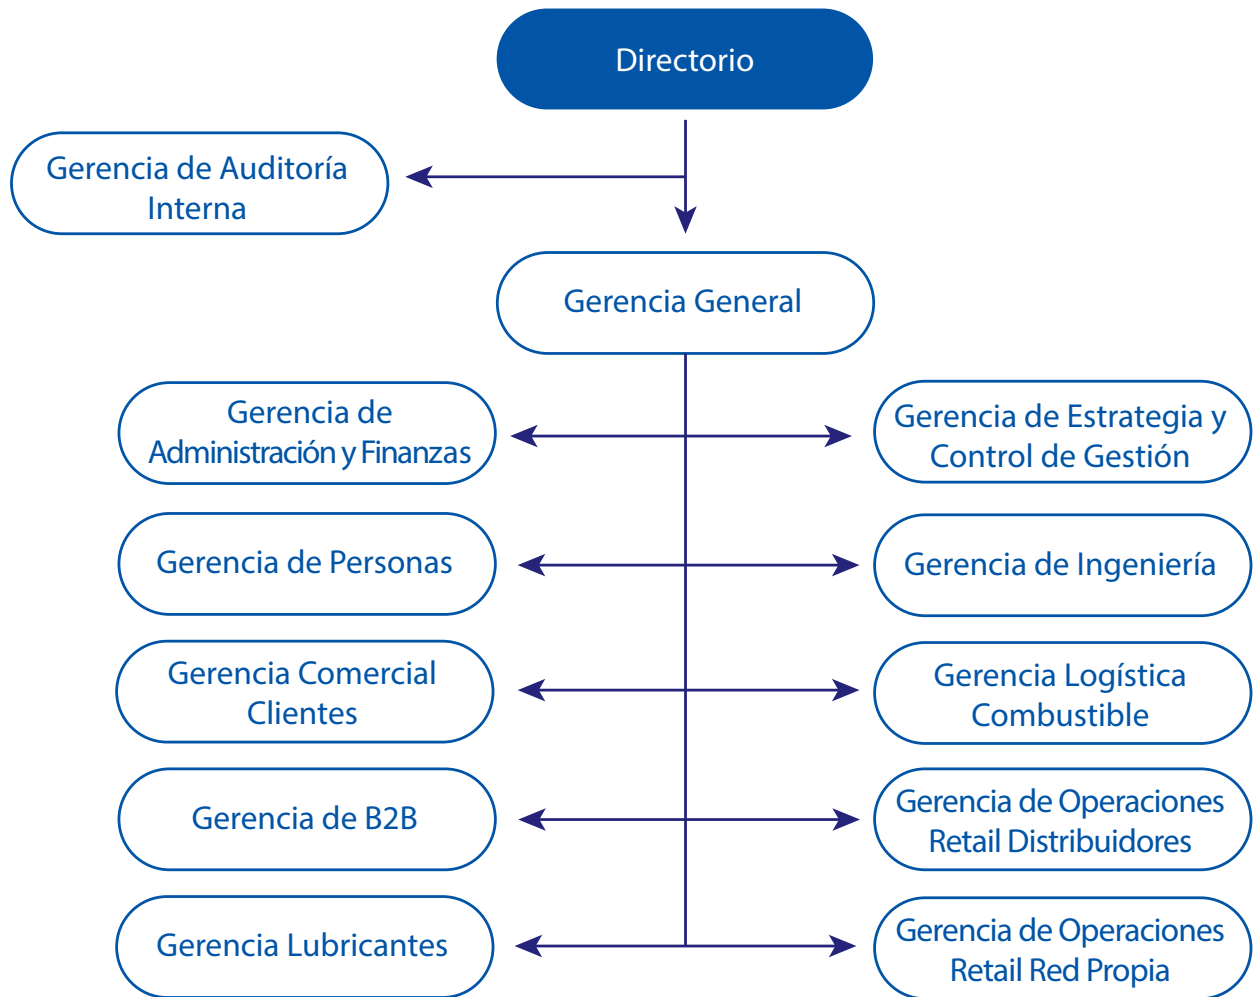 Directorio
Gerencia de Auditoría
Interna
Gerencia General
Gerencia de
Administración y Finanzas
Gerencia de Estrategia y
Control de Gestión
Gerencia de Personas
Gerencia de Ingeniería
Gerencia Comercial
Clientes
Gerencia Logística
Combustible
Gerencia de B2B
Gerencia de Operaciones
Retail Distribuidores
Gerencia Lubricantes
Gerencia de Operaciones
Retail Red Propia